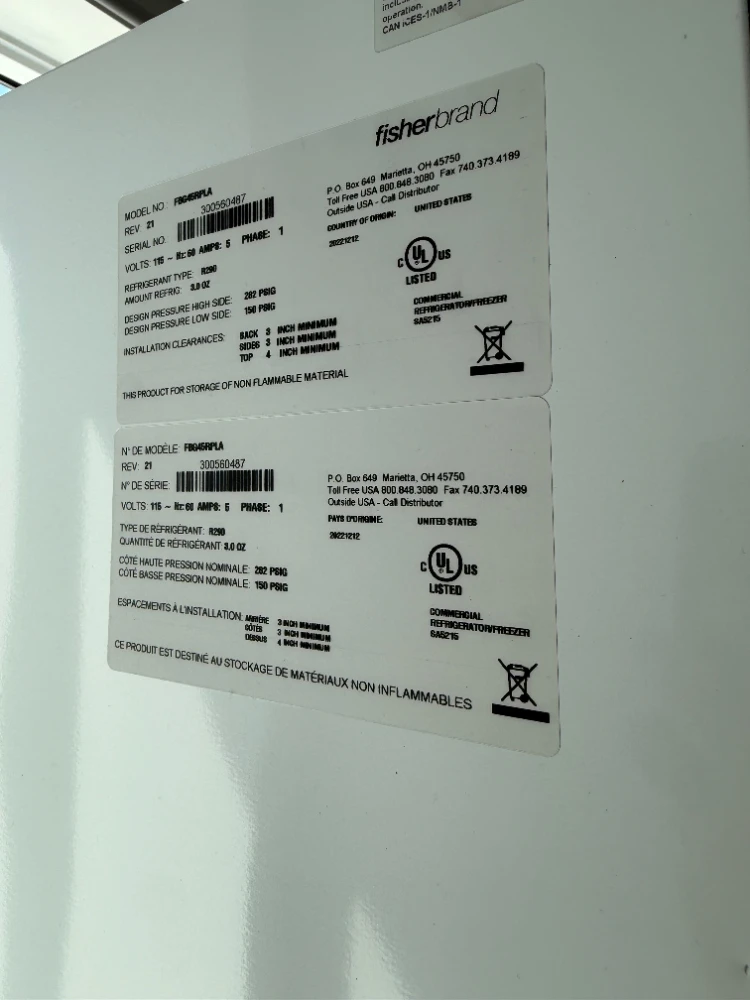 operation.
CAN ICES-1/NMB-1
fisherbrand
MODEL NO: FBG45RPLA
REV: 21
300560487
SERIAL NO.
VOLTS: 115 ~ Hz: 60 AMPS: 5 PHASE: 1
REFRIGERANT TYPE: R290
AMOUNT REFRIG: 3.0 OZ
DESIGN PRESSURE HIGH SIDE: 282 PSIG
DESIGN PRESSURE LOW SIDE: 150 PSIG
INSTALLATION CLEARANCES: BACK 3 INCH MINIMUM
SIDES 3 INCH MINIMUM
TOP 4 INCH MINIMUM
THIS PRODUCT FOR STORAGE OF NON FLAMMABLE MATERIAL
P.O. Box 649 Marietta, OH 45750
Toll Free USA 800.848.3080 Fax 740.373.4189
Outside USA - Call Distributor
COUNTRY OF ORIGIN: UNITED STATES
20221212
C UL US
LISTED
COMMERCIAL
REFRIGERATOR/FREEZER
SA5215
N° DE MODÈLE: FBG45RPLA
REV: 21
300560487
N° DE SÉRIE:
VOLTS: 115 ~ Hz: 60 AMPS: 5 PHASE: 1
TYPE DE RÉFRIGÉRANT: R290
QUANTITÉ DE RÉFRIGÉRANT 3.0 OZ
CÔTÉ HAUTE PRESSION NOMINALE: 282 PSIG
CÔTÉ BASSE PRESSION NOMINALE: 150 PSIG
ESPACEMENTS À L'INSTALLATION: ARRIÈRE 3 INCH MINIMUM
CÔTÉS 3 INCH MINIMUM
DESSUS 4 INCH MINIMUM
CE PRODUIT EST DESTINÉ AU STOCKAGE DE MATÉRIAUX NON INFLAMMABLES
P.O. Box 649 Marietta, OH 45750
Toll Free USA 800.848.3080 Fax 740.373.4189
Outside USA - Call Distributor
PAYS D'ORIGINE: UNITED STATES
20221212
C UL US
LISTED
COMMERCIAL
REFRIGERATOR/FREEZER
SA5215